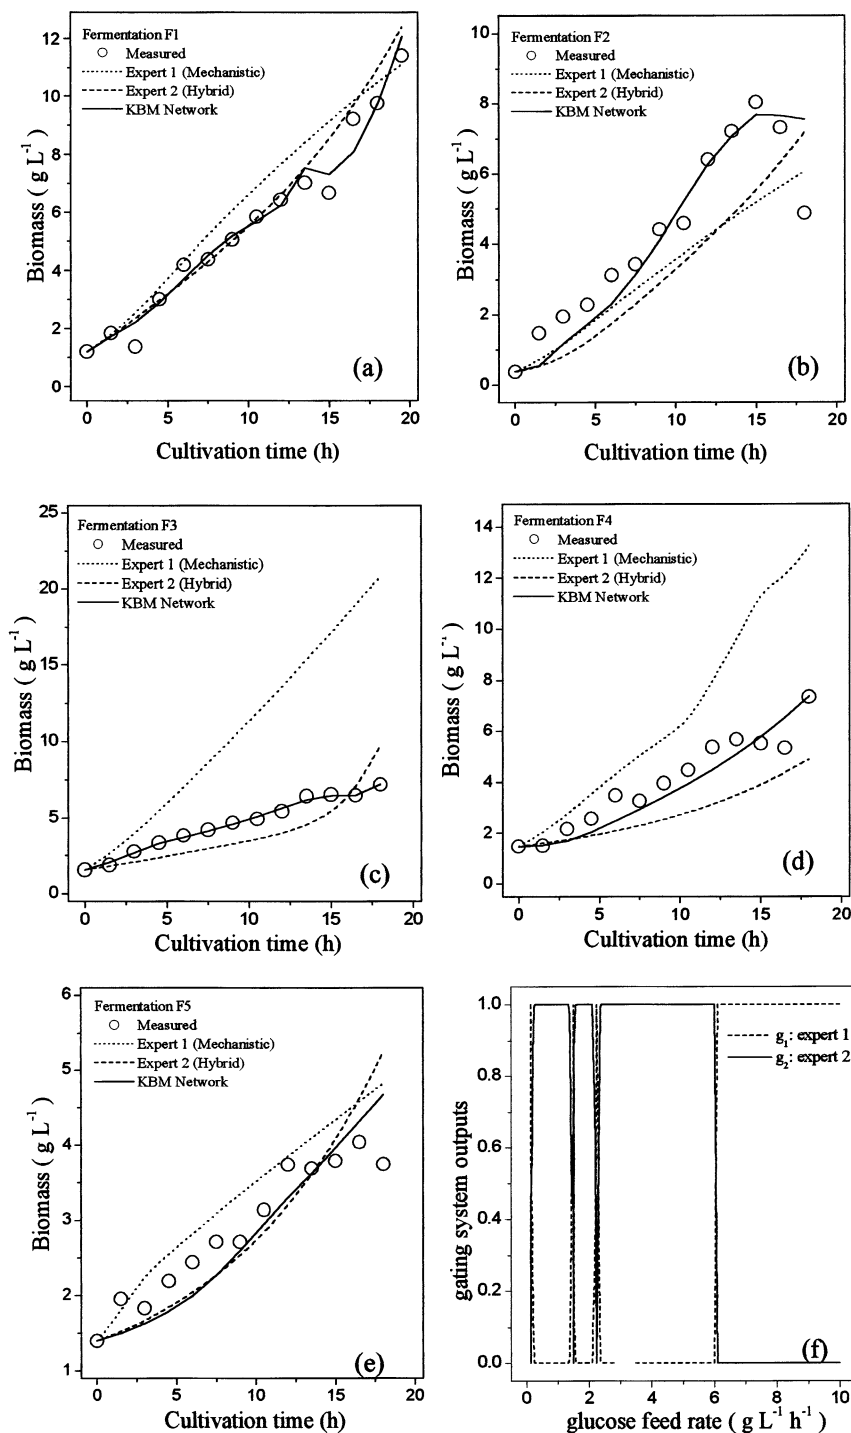 Fermentation F1
Measured
Expert 1 (Mechanistic)
Expert 2 (Hybrid)
KBM Network
12
10
8
6
4
2
0
Biomass ( g L⁻¹ )
(a)
0 5 10 15 20
Cultivation time (h)
Fermentation F2
Measured
Expert 1 (Mechanistic)
Expert 2 (Hybrid)
KBM Network
10
8
6
4
2
0
Biomass ( g L⁻¹ )
(b)
0 5 10 15 20
Cultivation time (h)
Fermentation F3
Measured
Expert 1 (Mechanistic)
Expert 2 (Hybrid)
KBM Network
25
20
15
10
5
0
Biomass ( g L⁻¹ )
(c)
0 5 10 15 20
Cultivation time (h)
Fermentation F4
Measured
Expert 1 (Mechanistic)
Expert 2 (Hybrid)
KBM Network
14
12
10
8
6
4
2
0
Biomass ( g L⁻¹ )
(d)
0 5 10 15 20
Cultivation time (h)
Fermentation F5
Measured
Expert 1 (Mechanistic)
Expert 2 (Hybrid)
KBM Network
6
5
4
3
2
1
Biomass ( g L⁻¹ )
(e)
0 5 10 15 20
Cultivation time (h)
1.0
0.8
0.6
0.4
0.2
0.0
gating system outputs
g₁: expert 1
g₂: expert 2
(f)
0 2 4 6 8 10
glucose feed rate ( g L⁻¹ h⁻¹ )